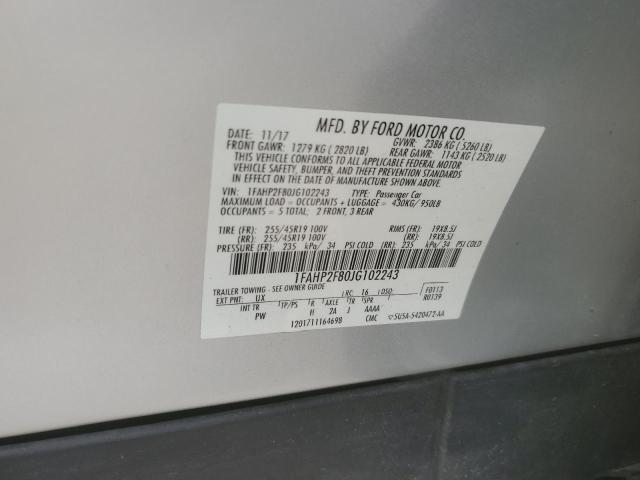 MFD. BY FORD MOTOR CO.
DATE: 11/17 GVWR: 2386 KG ( 5260 LB)
FRONT GAWR: 1279 KG ( 2820 LB) REAR GAWR: 1143 KG ( 2520 LB)
THIS VEHICLE CONFORMS TO ALL APPLICABLE FEDERAL MOTOR
VEHICLE SAFETY, BUMPER, AND THEFT PREVENTION STANDARDS
IN EFFECT ON THE DATE OF MANUFACTURE SHOWN ABOVE.
VIN: 1FAHP2F80JG102243 TYPE: Passenger Car
MAXIMUM LOAD = OCCUPANTS + LUGGAGE = 430KG/ 950LB
OCCUPANTS = 5 TOTAL; 2 FRONT, 3 REAR
TIRE (FR): 255/45R19 100V RIMS (FR): 19X8.5J
(RR): 255/45R19 100V (RR): 19X8.5J
PRESSURE (FR): 235 kPa/ 34 PSI COLD (RR): 235 kPa/ 34 PSI COLD
1FAHP2F80JG102243
TRAILER TOWING - SEE OWNER GUIDE
EXT PNT: UX RC: 16 DSO: F0113
INT TR TP/PS R AXLE TR SPR R0139
PW H 2A J AAAA
1201711164698 CMC 5U5A-5420472-AA